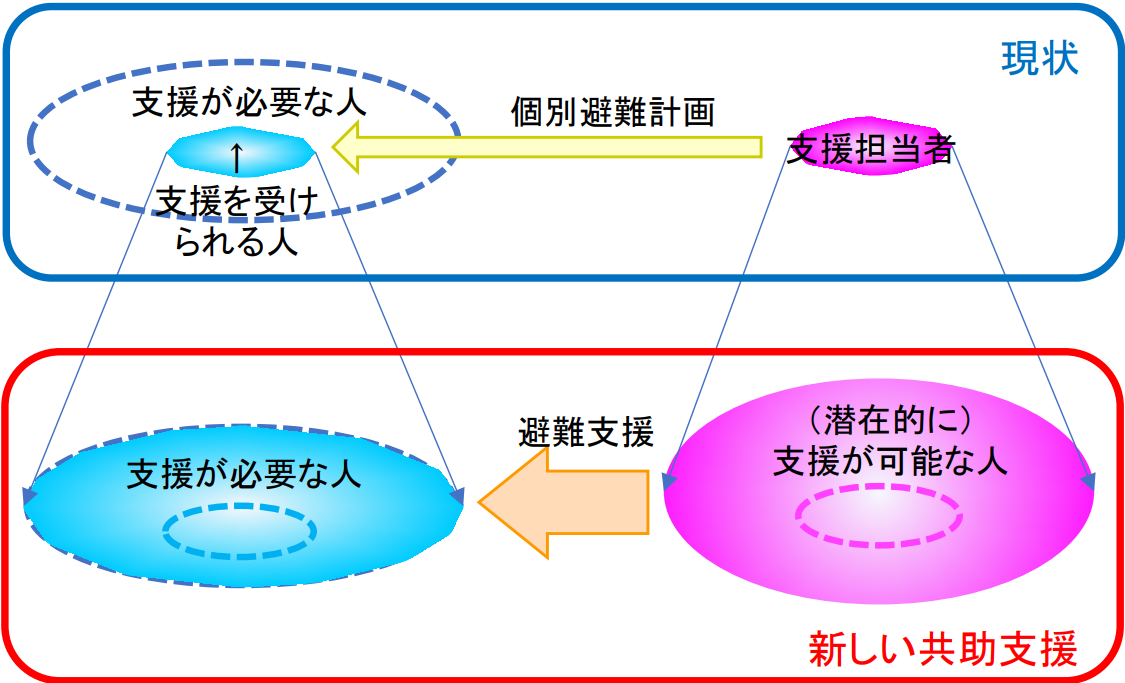 現状
支援が必要な人
個別避難計画
支援担当者
↑
支援を受け
られる人
避難支援
（潜在的に）
支援が可能な人
支援が必要な人
新しい共助支援